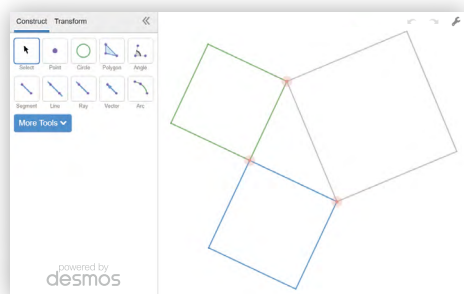 Construct Transform
Select Point Circle Polygon Angle
Segment Line Ray Vector Arc
More Tools
powered by
desmos